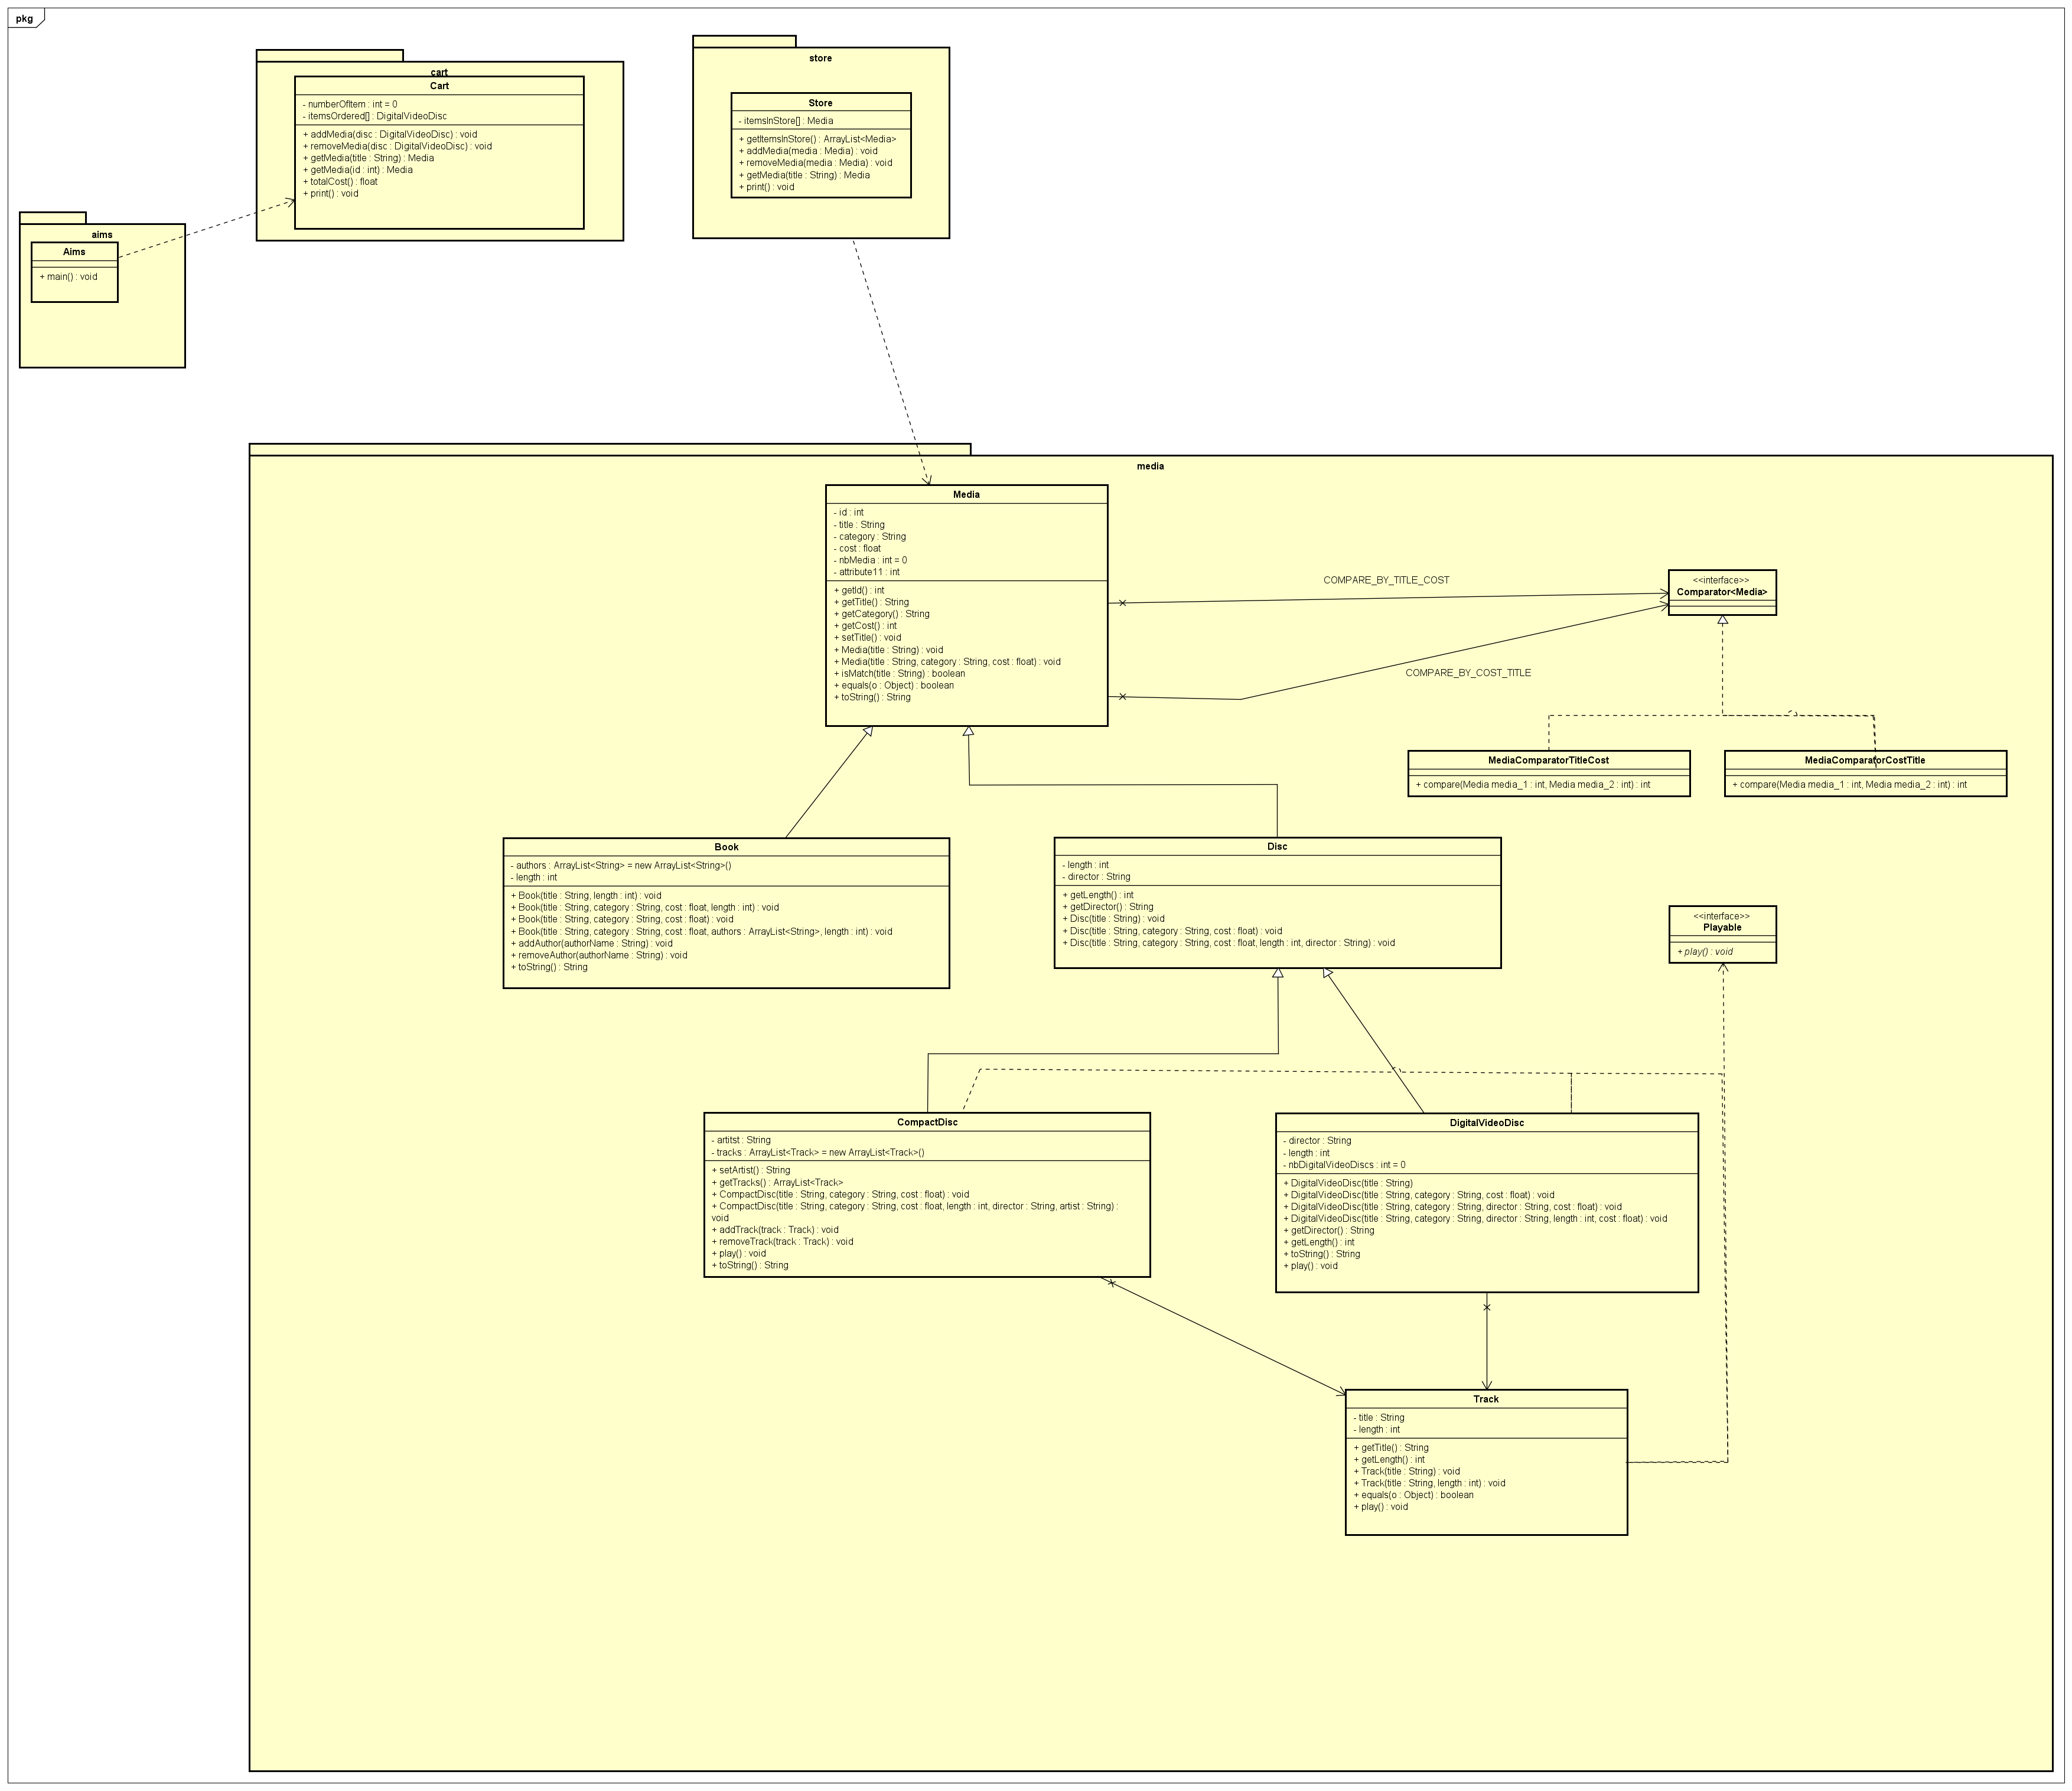 pkg
cart
Cart
- numberOfItem : int = 0
- itemsOrdered[] : DigitalVideoDisc
+ addMedia(disc : DigitalVideoDisc) : void
+ removeMedia(disc : DigitalVideoDisc) : void
+ getMedia(title : String) : Media
+ getMedia(id : int) : Media
+ totalCost() : float
+ print() : void
store
Store
- itemsInStore[] : Media
+ getItemsInStore() : ArrayList<Media>
+ addMedia(media : Media) : void
+ removeMedia(media : Media) : void
+ getMedia(title : String) : Media
+ print() : void
aims
Aims
+ main() : void
media
Media
- id : int
- title : String
- category : String
- cost : float
- nbMedia : int = 0
- attribute11 : int
+ getId() : int
+ getTitle() : String
+ getCategory() : String
+ getCost() : int
+ setTitle() : void
+ Media(title : String) : void
+ Media(title : String, category : String, cost : float) : void
+ isMatch(title : String) : boolean
+ equals(o : Object) : boolean
+ toString() : String
COMPARE_BY_TITLE_COST
COMPARE_BY_COST_TITLE
<<interface>>
Comparator<Media>
MediaComparatorTitleCost
+ compare(Media media_1 : int, Media media_2 : int) : int
MediaComparatorCostTitle
+ compare(Media media_1 : int, Media media_2 : int) : int
Book
- authors : ArrayList<String> = new ArrayList<String>()
- length : int
+ Book(title : String, length : int) : void
+ Book(title : String, category : String, cost : float, length : int) : void
+ Book(title : String, category : String, cost : float) : void
+ Book(title : String, category : String, cost : float, authors : ArrayList<String>, length : int) : void
+ addAuthor(authorName : String) : void
+ removeAuthor(authorName : String) : void
+ toString() : String
Disc
- length : int
- director : String
+ getLength() : int
+ getDirector() : String
+ Disc(title : String) : void
+ Disc(title : String, category : String, cost : float) : void
+ Disc(title : String, category : String, cost : float, length : int, director : String) : void
<<interface>>
Playable
+ play() : void
CompactDisc
- artitst : String
- tracks : ArrayList<Track> = new ArrayList<Track>()
+ setArtist() : String
+ getTracks() : ArrayList<Track>
+ CompactDisc(title : String, category : String, cost : float) : void
+ CompactDisc(title : String, category : String, cost : float, length : int, director : String, artist : String) :
void
+ addTrack(track : Track) : void
+ removeTrack(track : Track) : void
+ play() : void
+ toString() : String
DigitalVideoDisc
- director : String
- length : int
- nbDigitalVideoDiscs : int = 0
+ DigitalVideoDisc(title : String)
+ DigitalVideoDisc(title : String, category : String, cost : float) : void
+ DigitalVideoDisc(title : String, category : String, director : String, cost : float) : void
+ DigitalVideoDisc(title : String, category : String, director : String, length : int, cost : float) : void
+ getDirector() : String
+ getLength() : int
+ toString() : String
+ play() : void
Track
- title : String
- length : int
+ getTitle() : String
+ getLength() : int
+ Track(title : String) : void
+ Track(title : String, length : int) : void
+ equals(o : Object) : boolean
+ play() : void